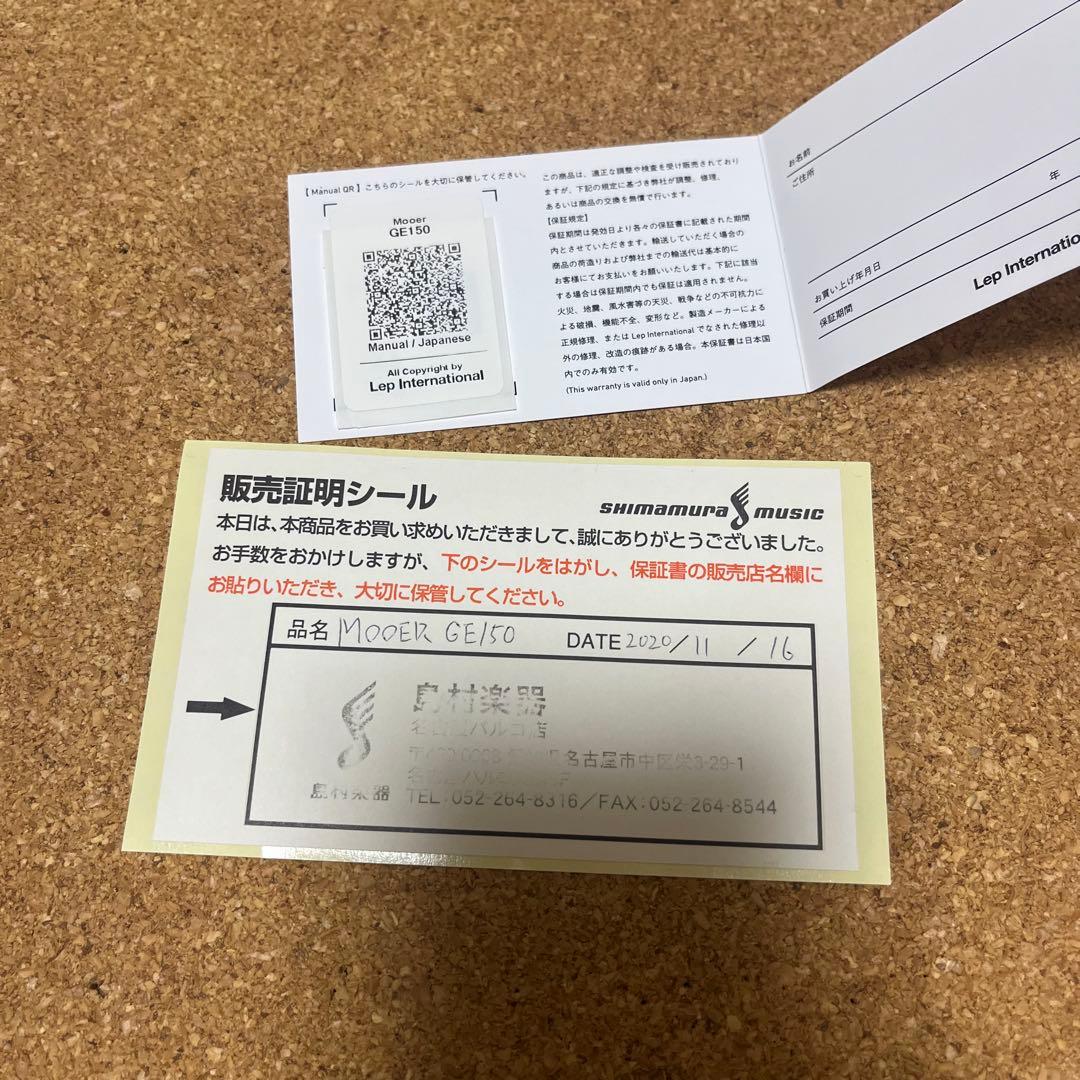 【 Manual QR 】こちらのシールを大切に保管してください。
Mooer
GE150
Manual / Japanese
All Copyright by
Lep International
この商品は、適正な調整や検査を受け販売されており
ますが、下記の規定に基づき弊社が調整、修理、
あるいは商品の交換を無償で行います。
【保証規定】
保証期間は発効日より各々の保証書に記載された期間
内とさせていただきます。輸送していただく場合の
商品の荷造りおよび弊社までの輸送代は基本的に
お客様にてお支払いをお願いいたします。下記に該当
する場合は保証期間内でも保証は適用されません。
火災、地震、風水害等の天災、戦争などの不可抗力に
よる破損、機能不全、変形など。製造メーカーによる
正規修理、または Lep International でなされた修理以
外の修理、改造の痕跡がある場合。本保証書は日本国
内でのみ有効です。
(This warranty is valid only in Japan.)
お名前
ご住所
お買い上げ年月日 年
保証期間
Lep Internatio
販売証明シール
SHIMAMURA MUSIC
本日は、本商品をお買い求めいただきまして、誠にありがとうございました。
お手数をおかけしますが、下のシールをはがし、保証書の販売店名欄に
お貼りいただき、大切に保管してください。
品名 MOOER GE150 DATE 2020/11 /16
島村楽器
名古屋パルコ店
名古屋市中区栄3-29-1
島村楽器
TEL:052-264-8316/FAX:052-264-8544